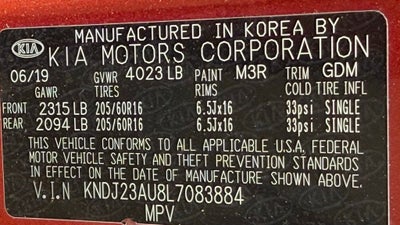 MANUFACTURED IN KOREA BY
KIA KIA MOTORS CORPORATION
06/19 GVWR 4023 LB PAINT M3R TRIM GDM
GAWR TIRES RIMS COLD TIRE INFL
FRONT 2315 LB 205/60R16 6.5Jx16 33psi SINGLE
REAR 2094 LB 205/60R16 6.5Jx16 33psi SINGLE
THIS VEHICLE CONFORMS TO ALL APPLICABLE U.S.A. FEDERAL
MOTOR VEHICLE SAFETY AND THEFT PREVENTION STANDARDS
IN EFFECT ON THE DATE OF MANUFACTURE SHOWN ABOVE.
V.I.N KNDJ23AU8L7083884
MPV